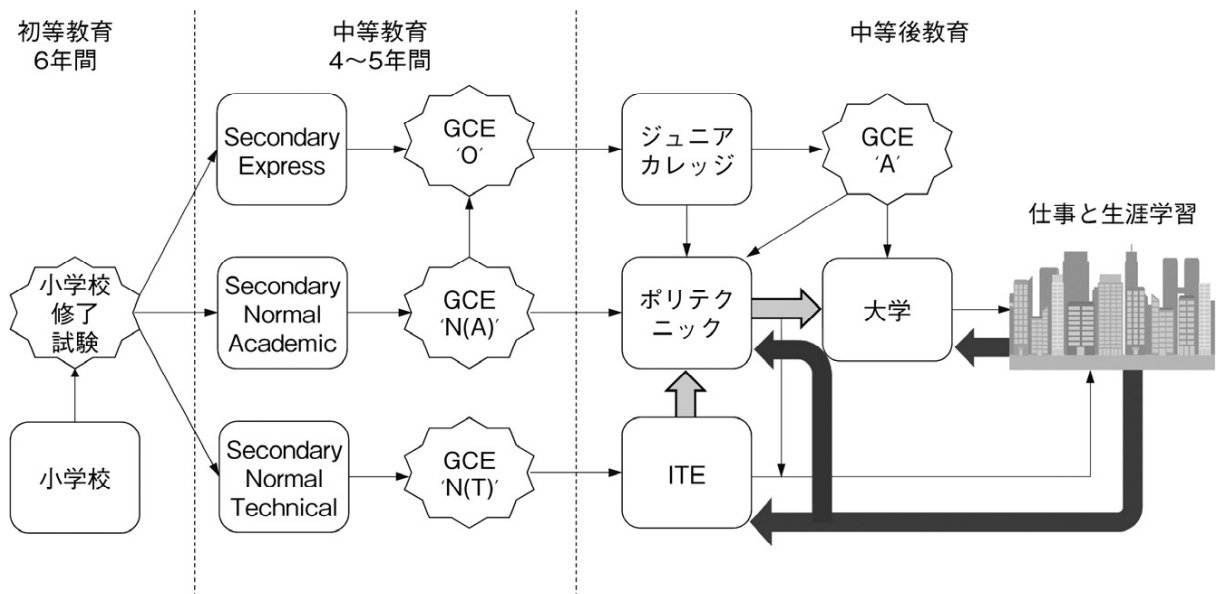 初等教育
6年間
中等教育
4〜5年間
中等後教育
Secondary
Express
GCE
‘O’
ジュニア
カレッジ
GCE
‘A’
仕事と生涯学習
小学校
修了
試験
Secondary
Normal
Academic
GCE
‘N(A)’
ポリテク
ニック
大学
小学校
Secondary
Normal
Technical
GCE
‘N(T)’
ITE